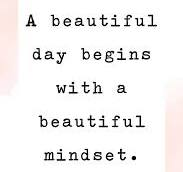 A beautiful
day begins
with a
beautiful
mindset.